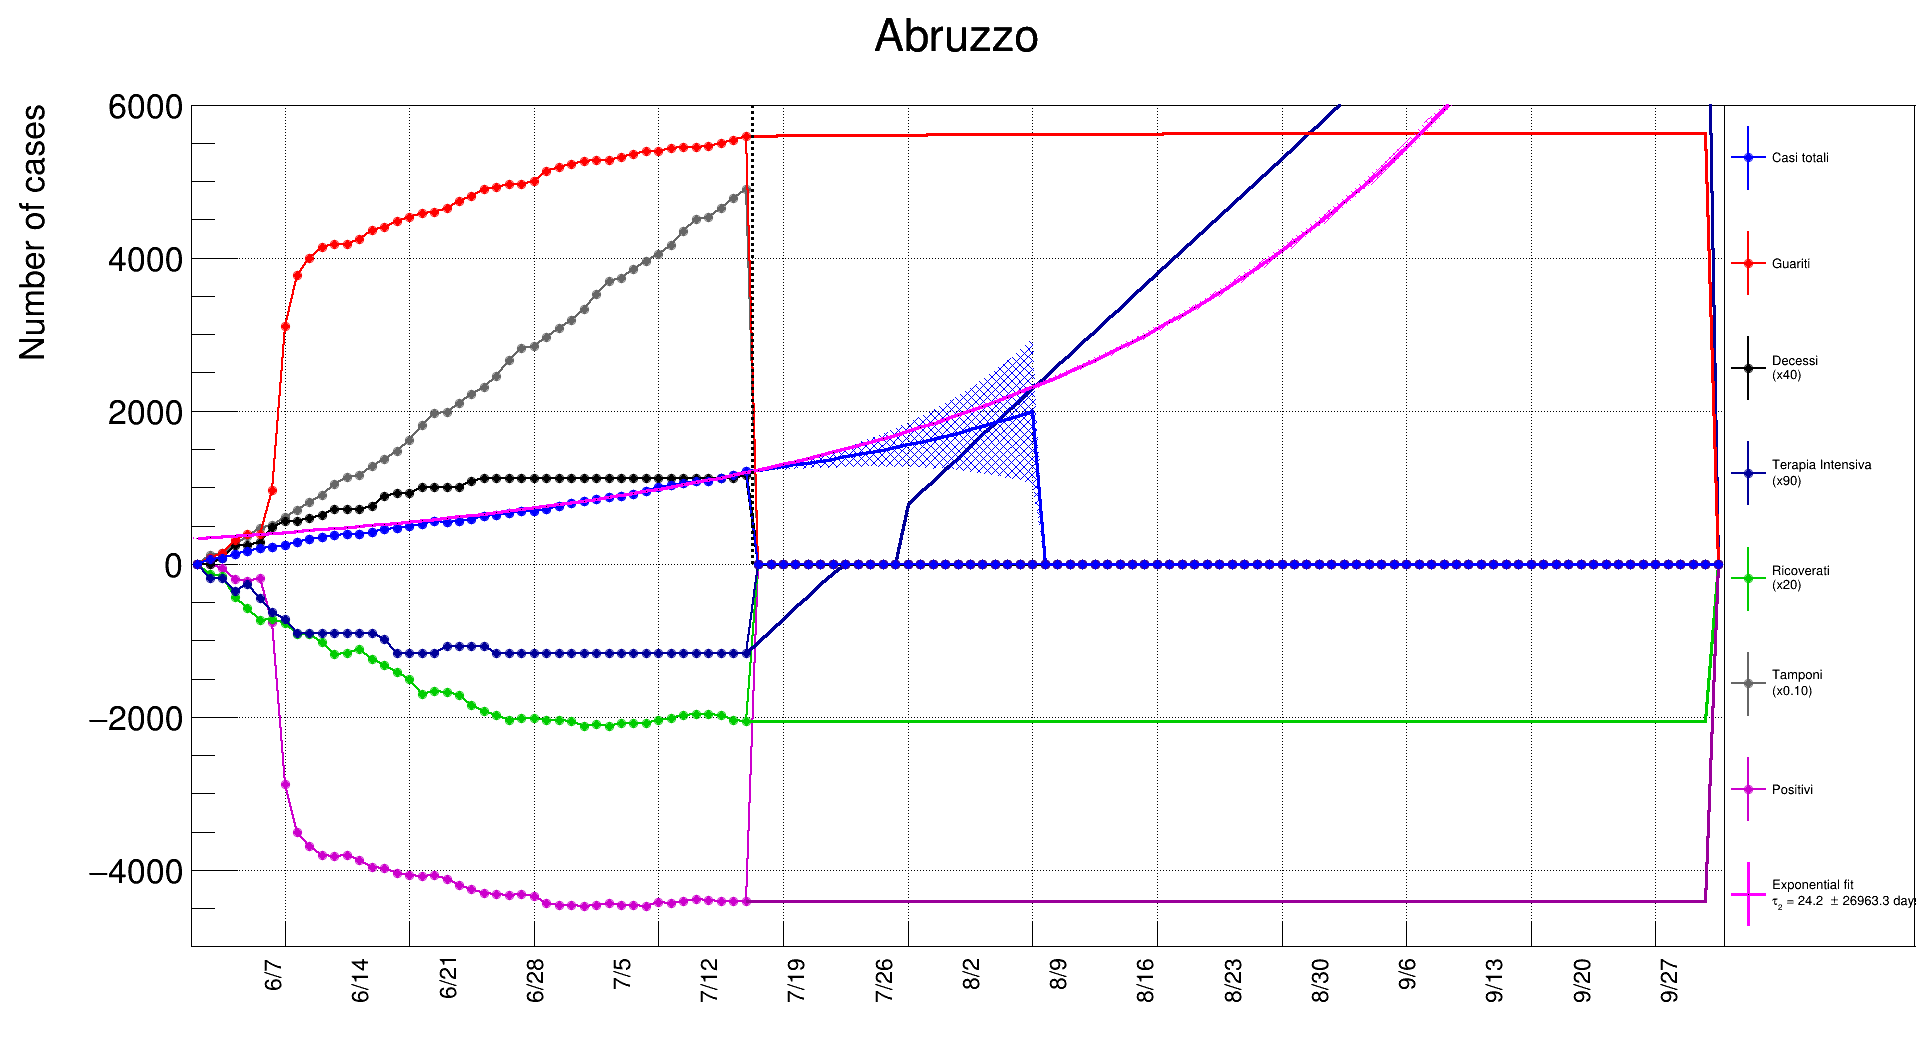 Abruzzo
Number of cases
6000
4000
2000
0
−2000
−4000
6/7
6/14
6/21
6/28
7/5
7/12
7/19
7/26
8/2
8/9
8/16
8/23
8/30
9/6
9/13
9/20
9/27
Casi totali
Guariti
Decessi
(x40)
Terapia Intensiva
(x90)
Ricoverati
(x20)
Tamponi
(x0.10)
Positivi
Exponential fit
τ2 = 24.2 ± 26963.3 days